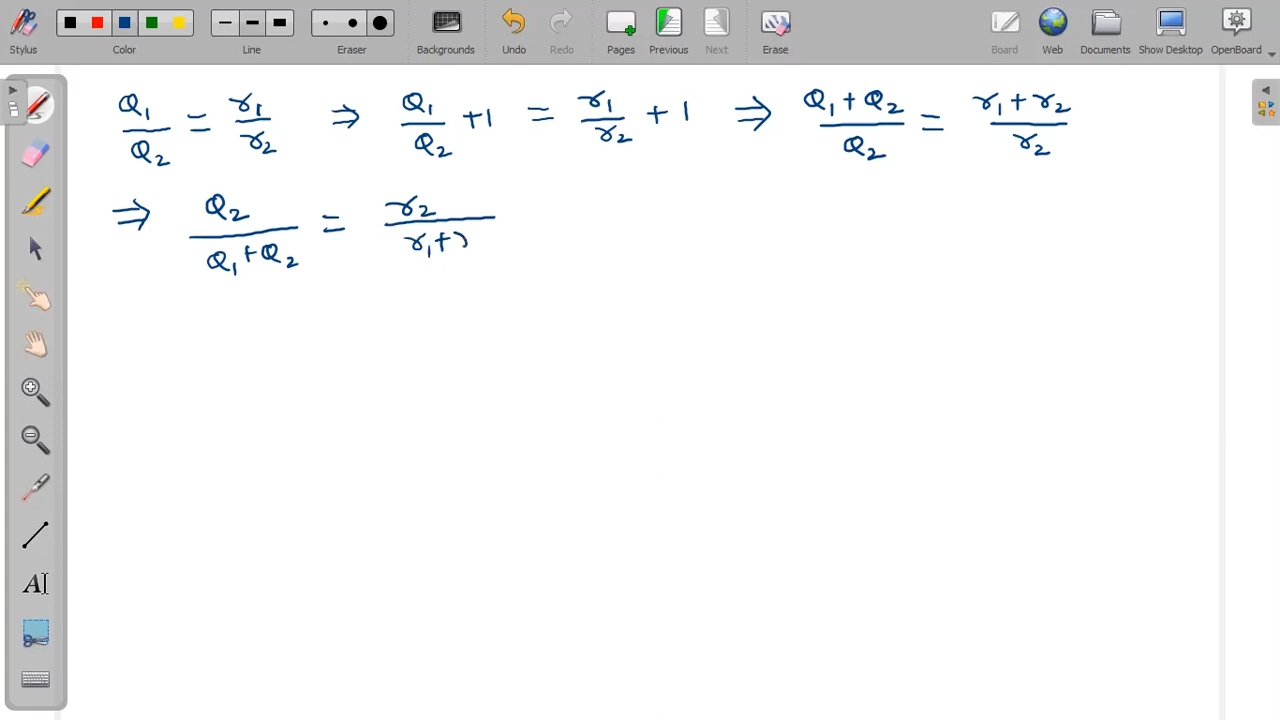 Stylus Color Line Eraser Backgrounds Undo Redo Pages Previous Next Erase Board Web Documents Show Desktop OpenBoard
Q₁/Q₂ = r₁/r₂ ⇒ Q₁/Q₂ + 1 = r₁/r₂ + 1 ⇒ (Q₁ + Q₂)/Q₂ = (r₁ + r₂)/r₂
⇒ Q₂/(Q₁ + Q₂) = r₂/(r₁ +